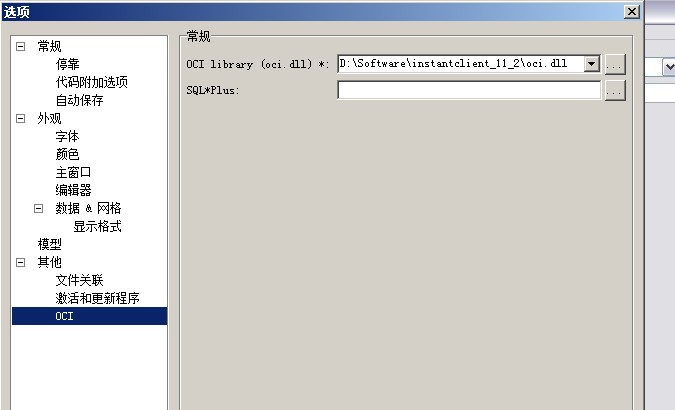 选项
常规
停靠
代码附加选项
自动保存
外观
字体
颜色
主窗口
编辑器
数据 & 网格
显示格式
模型
其他
文件关联
激活和更新程序
OCI
常规
OCI library (oci.dll) *: D:\Software\instantclient_11_2\oci.dll ...
SQL*Plus: ...